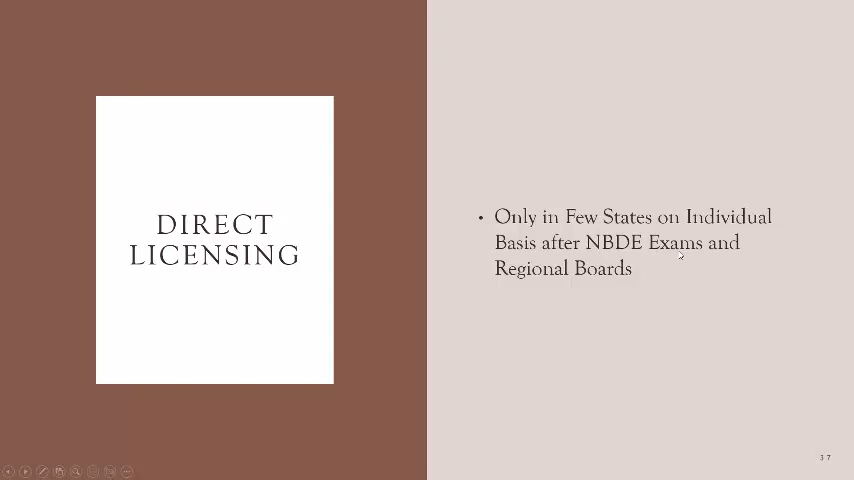 DIRECT
LICENSING
• Only in Few States on Individual
Basis after NBDE Exams and
Regional Boards
37